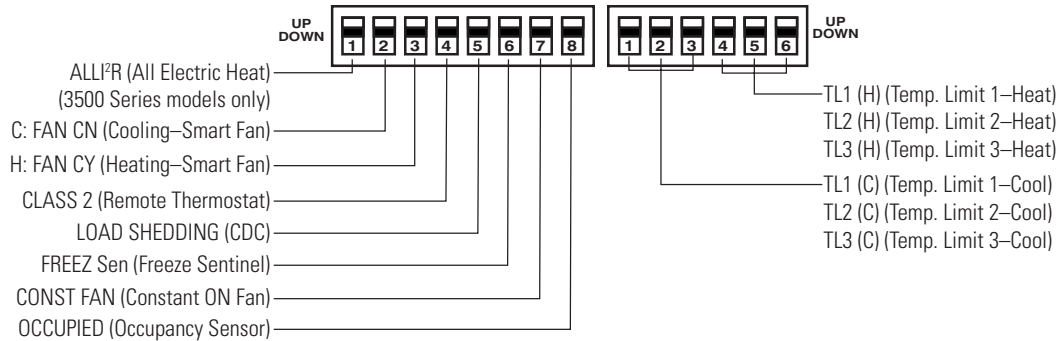 UP
DOWN
1 2 3 4 5 6 7 8
1 2 3 4 5 6
UP
DOWN
ALLI²R (All Electric Heat)
(3500 Series models only)
C: FAN CN (Cooling–Smart Fan)
H: FAN CY (Heating–Smart Fan)
CLASS 2 (Remote Thermostat)
LOAD SHEDDING (CDC)
FREEZ Sen (Freeze Sentinel)
CONST FAN (Constant ON Fan)
OCCUPIED (Occupancy Sensor)
TL1 (H) (Temp. Limit 1–Heat)
TL2 (H) (Temp. Limit 2–Heat)
TL3 (H) (Temp. Limit 3–Heat)
TL1 (C) (Temp. Limit 1–Cool)
TL2 (C) (Temp. Limit 2–Cool)
TL3 (C) (Temp. Limit 3–Cool)